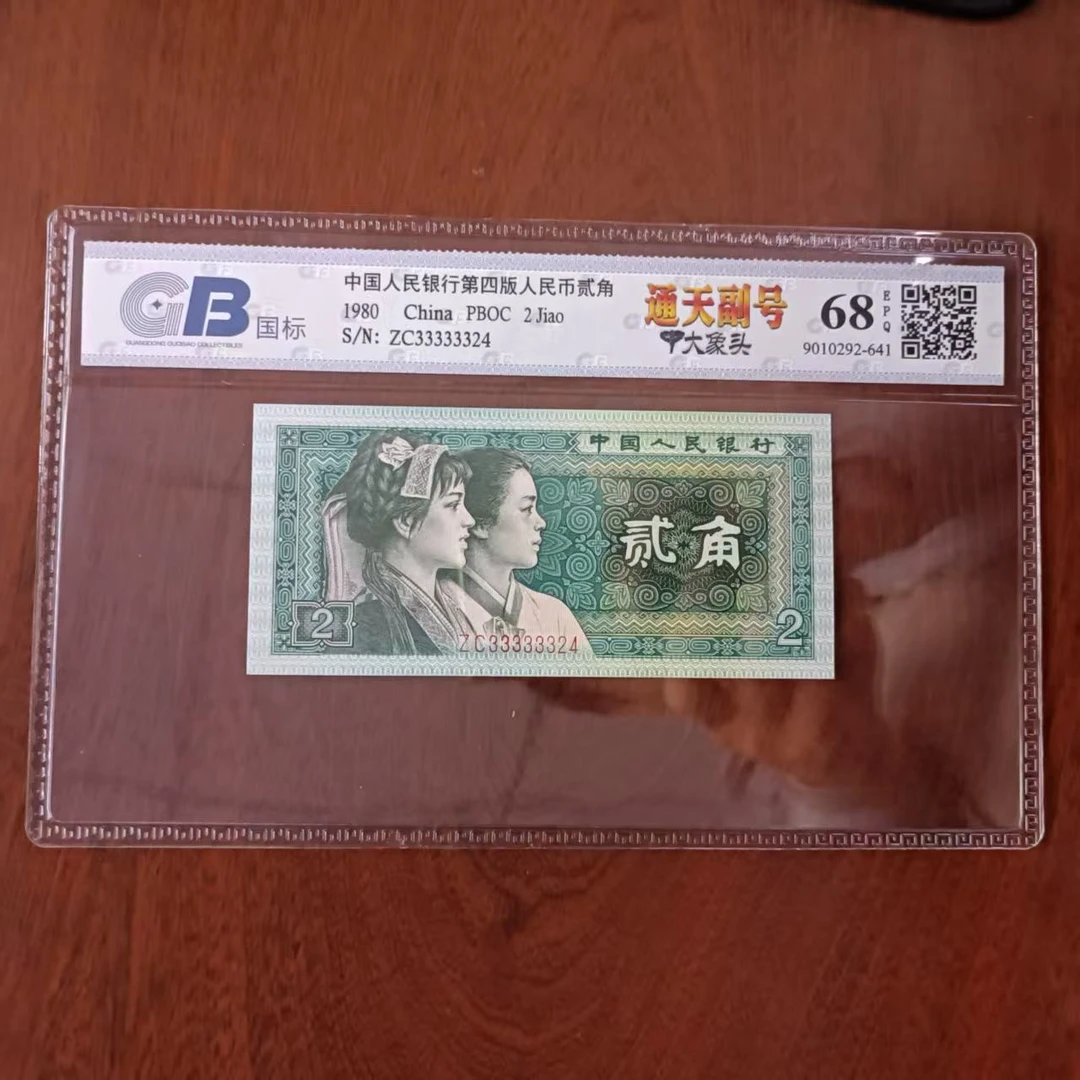 GB 国标
GUANGDONG GUOBIAO COLLECTIBLES
中国人民银行第四版人民币贰角
1980 China PBOC 2 Jiao
S/N: ZC33333324
通天副号
甲大象头
68 EPQ
9010292-641
中国人民银行
贰角
2
ZC33333324
2